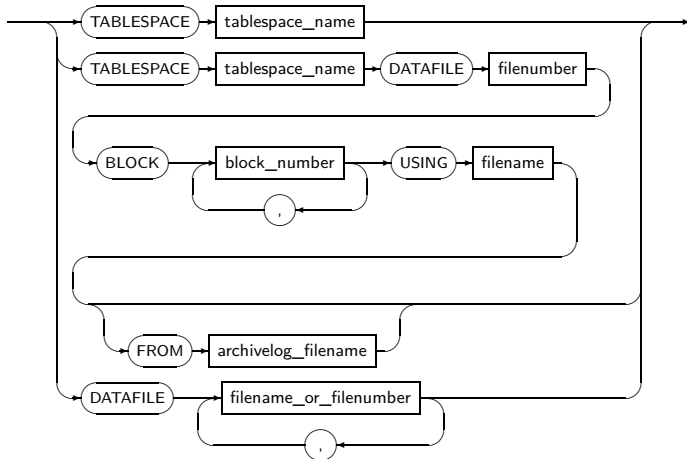 TABLESPACE tablespace_name
TABLESPACE tablespace_name DATAFILE filenumber
BLOCK block_number USING filename
,
FROM archivelog_filename
DATAFILE filename_or_filenumber
,